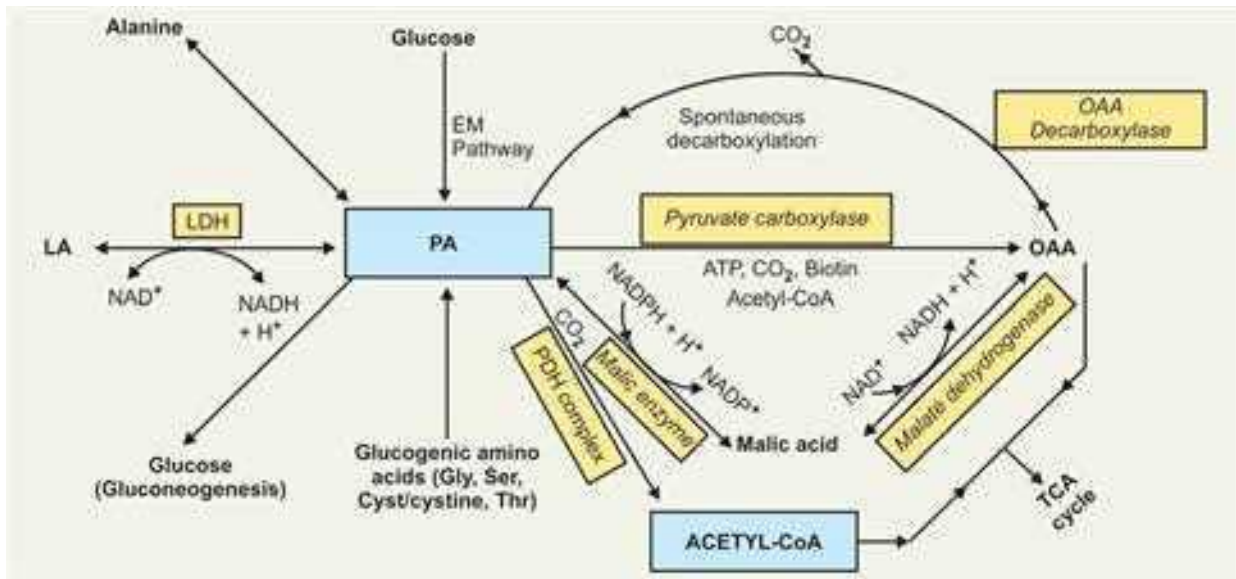 Alanine
Glucose
CO2
EM
Pathway
Spontaneous
decarboxylation
OAA
Decarboxylase
LDH
LA
PA
Pyruvate carboxylase
OAA
NAD+
NADH
+ H+
ATP, CO2, Biotin
Acetyl-CoA
CO2
NADPH + H+
NADP+
PDH complex
Malic enzyme
NAD+
NADH + H+
Malate dehydrogenase
Malic acid
Glucose
(Gluconeogenesis)
Glucogenic amino
acids (Gly, Ser,
Cyst/cystine, Thr)
ACETYL-CoA
TCA
cycle